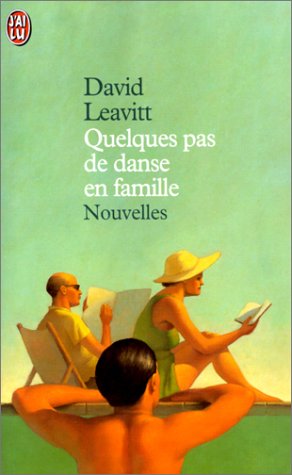 J'AI
LU
David
Leavitt
Quelques pas
de danse
en famille
Nouvelles